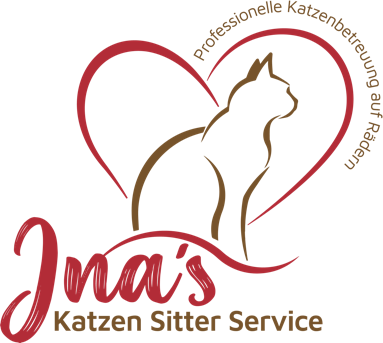 Professionelle Katzenbetreuung auf Rädern
Ina's
Katzen Sitter Service